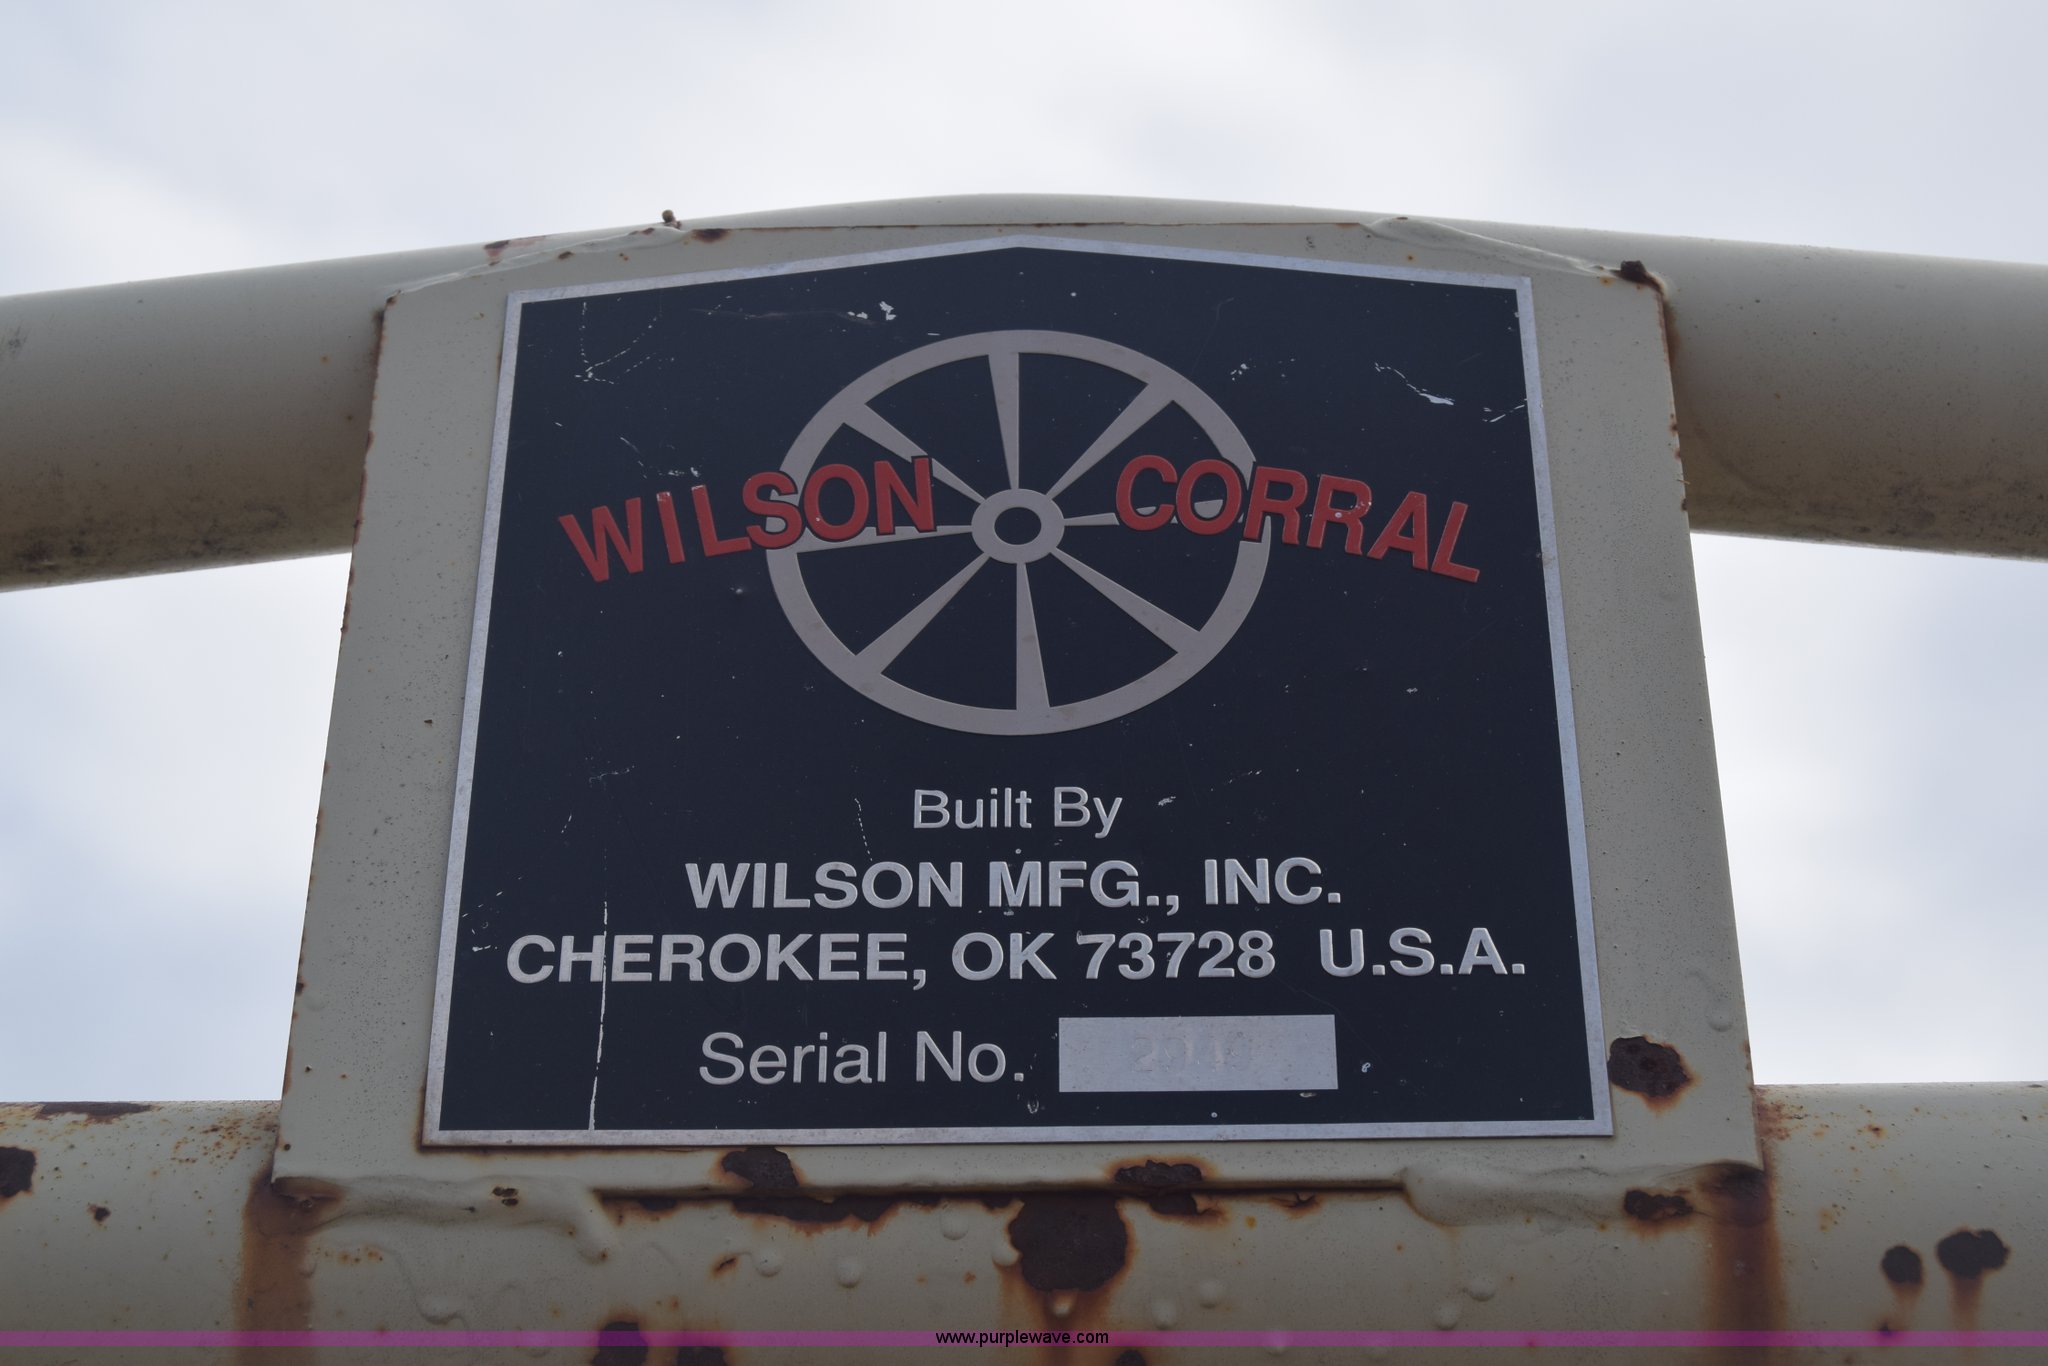 WILSON CORRAL
Built By
WILSON MFG., INC.
CHEROKEE, OK 73728 U.S.A.
Serial No.
www.purplewave.com